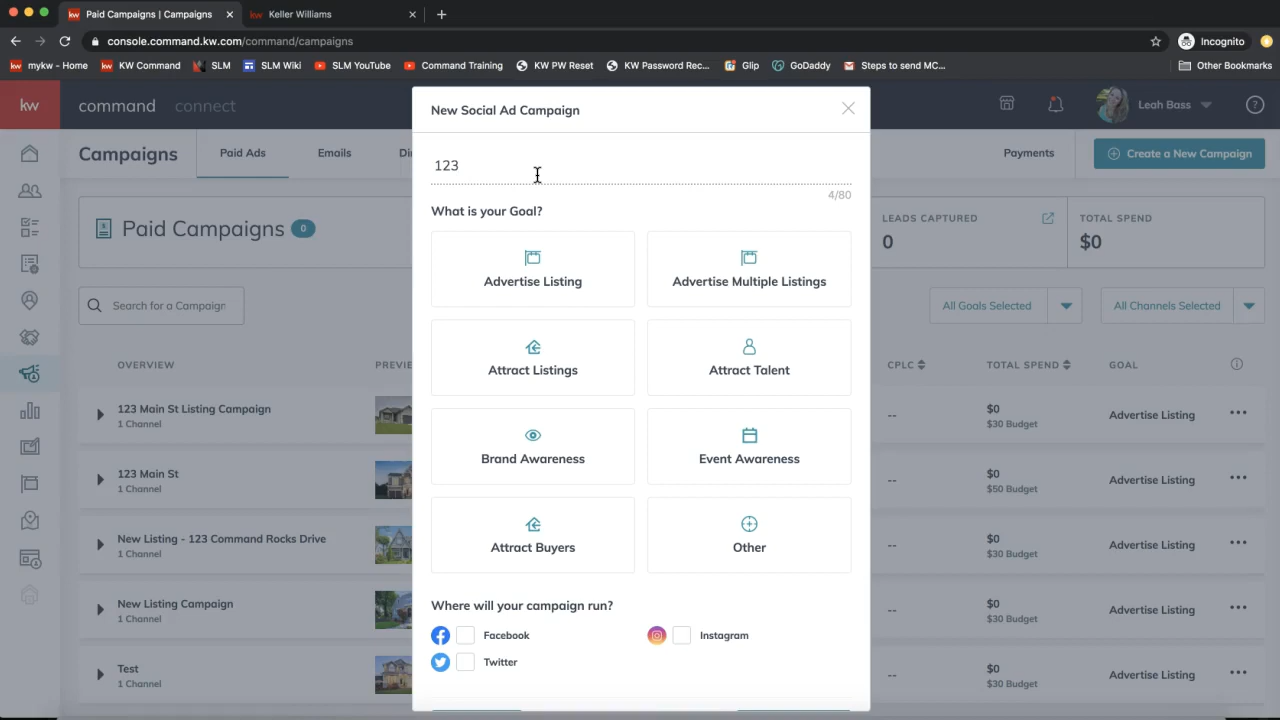 Paid Campaigns | Campaigns
Keller Williams
console.command.kw.com/command/campaigns
Incognito
mykw - Home
KW Command
SLM
SLM Wiki
SLM YouTube
Command Training
KW PW Reset
KW Password Rec...
Glip
GoDaddy
Steps to send MC...
Other Bookmarks
kw
command
connect
Leah Bass
Campaigns
Paid Ads
Emails
Di
Payments
Create a New Campaign
New Social Ad Campaign
123
4/80
Paid Campaigns 0
LEADS CAPTURED
0
TOTAL SPEND
$0
What is your Goal?
Advertise Listing
Advertise Multiple Listings
Attract Listings
Attract Talent
Brand Awareness
Event Awareness
Attract Buyers
Other
Where will your campaign run?
Facebook
Instagram
Twitter
Search for a Campaign
All Goals Selected
All Channels Selected
OVERVIEW
PREVIE
CPLC
TOTAL SPEND
GOAL
123 Main St Listing Campaign
1 Channel
--
$0
$30 Budget
Advertise Listing
123 Main St
1 Channel
--
$0
$50 Budget
Advertise Listing
New Listing - 123 Command Rocks Drive
1 Channel
--
$0
$30 Budget
Advertise Listing
New Listing Campaign
1 Channel
--
$0
$30 Budget
Advertise Listing
Test
1 Channel
--
$0
$30 Budget
Advertise Listing